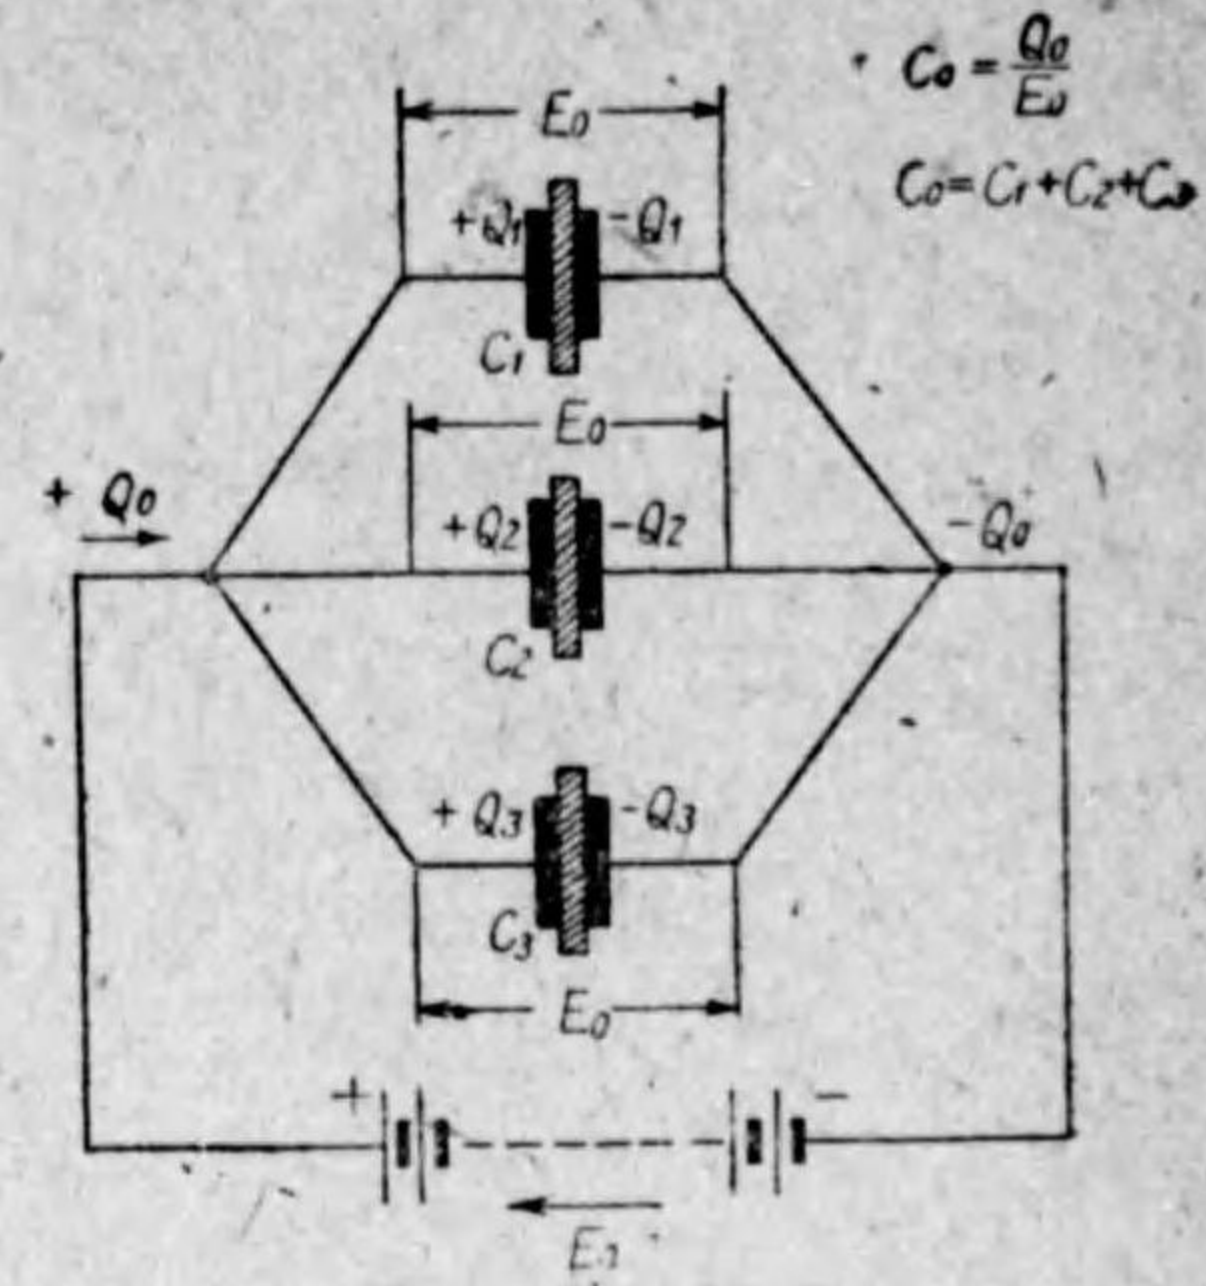 C0 = Q0/E0
C0=C1+C2+C3
E0
+Q1 -Q1
C1
E0
+ Q0
+Q2 -Q2
-Q0
C2
+ Q3 -Q3
C3
E0
+ -